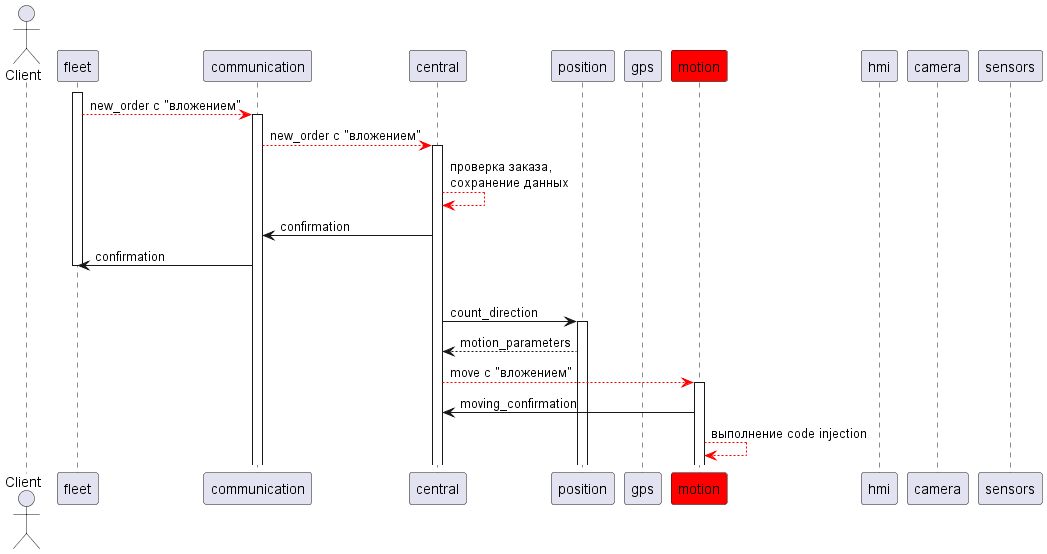 Client
fleet
communication
central
position
gps
motion
hmi
camera
sensors
new_order с "вложением"
new_order с "вложением"
проверка заказа,
сохранение данных
confirmation
confirmation
count_direction
motion_parameters
move с "вложением"
moving_confirmation
выполнение code injection
Client
fleet
communication
central
position
gps
motion
hmi
camera
sensors